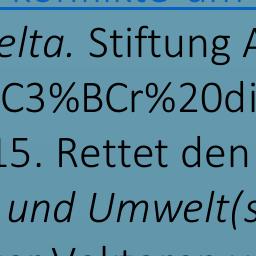 elta. Stiftung A
C3%BCr%20di
15. Rettet den
und Umwelt(s